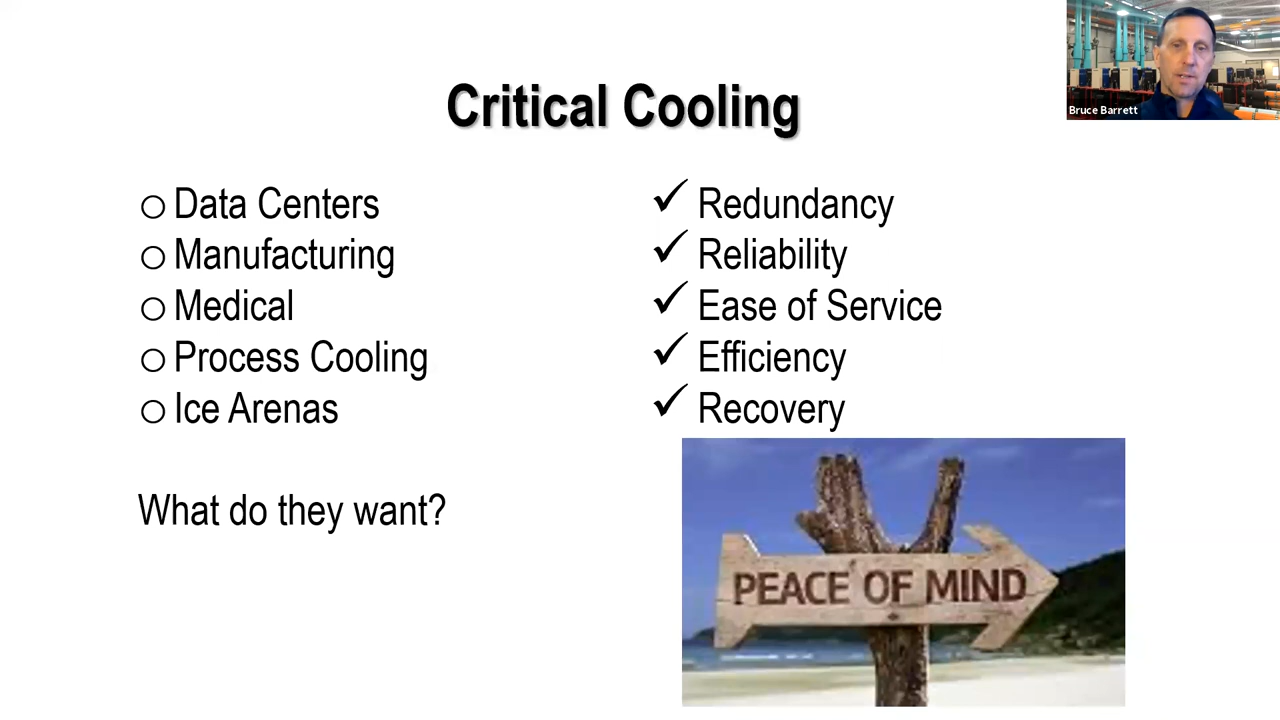 Critical Cooling
Bruce Barrett
Data Centers
Manufacturing
Medical
Process Cooling
Ice Arenas
What do they want?
Redundancy
Reliability
Ease of Service
Efficiency
Recovery
PEACE OF MIND